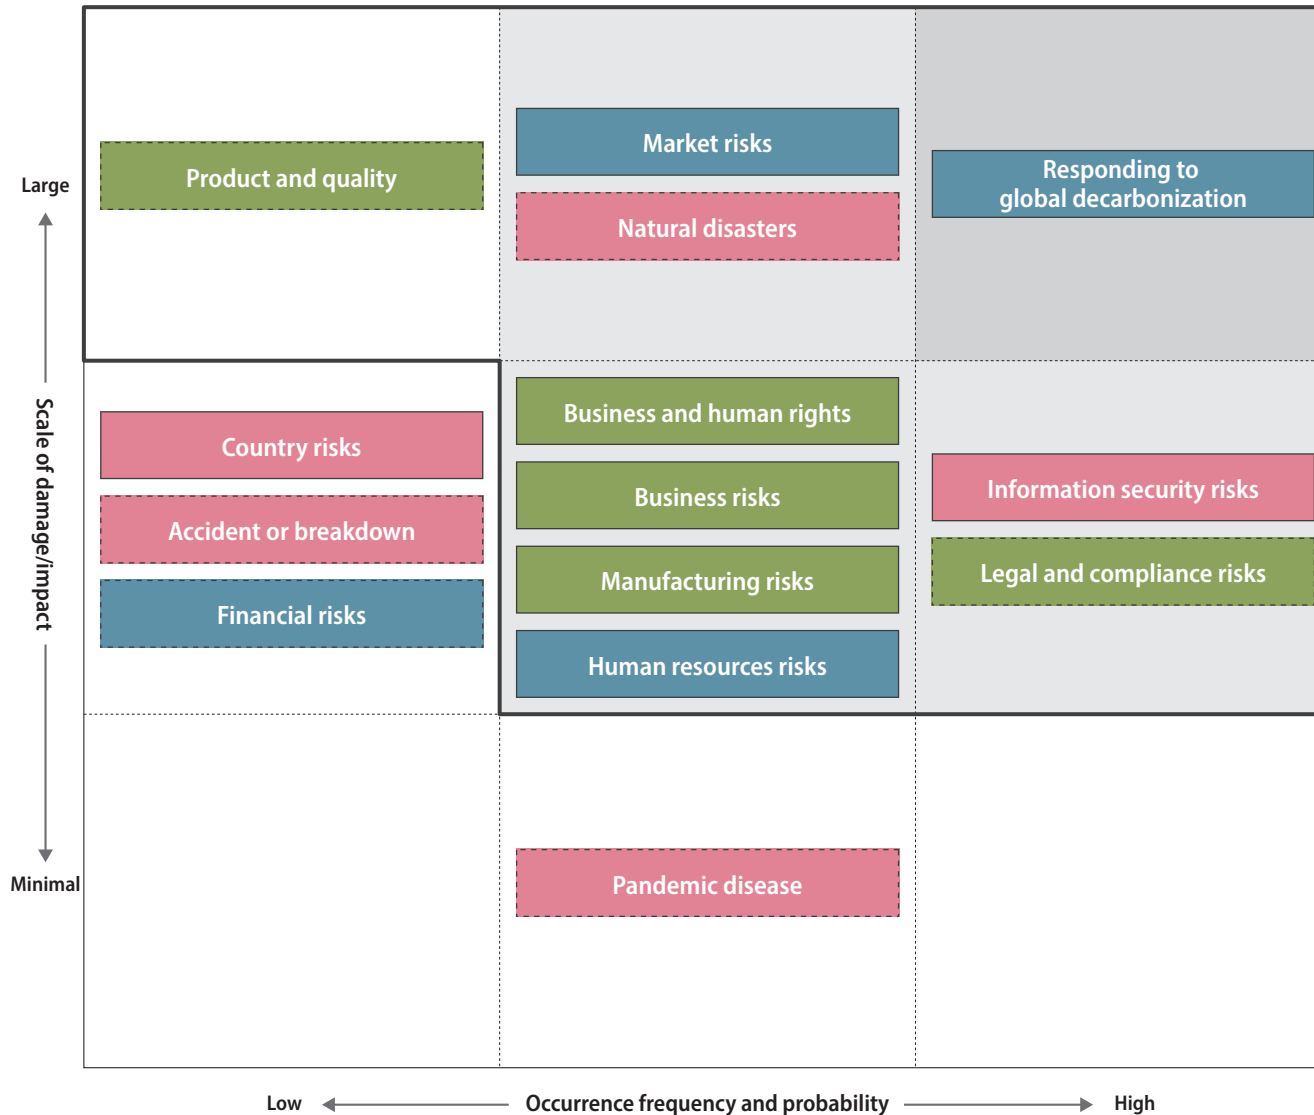 Large
Scale of damage/impact
Minimal
Product and quality
Market risks
Natural disasters
Responding to
global decarbonization
Country risks
Accident or breakdown
Financial risks
Business and human rights
Business risks
Manufacturing risks
Human resources risks
Information security risks
Legal and compliance risks
Pandemic disease
Low
Occurrence frequency and probability
High